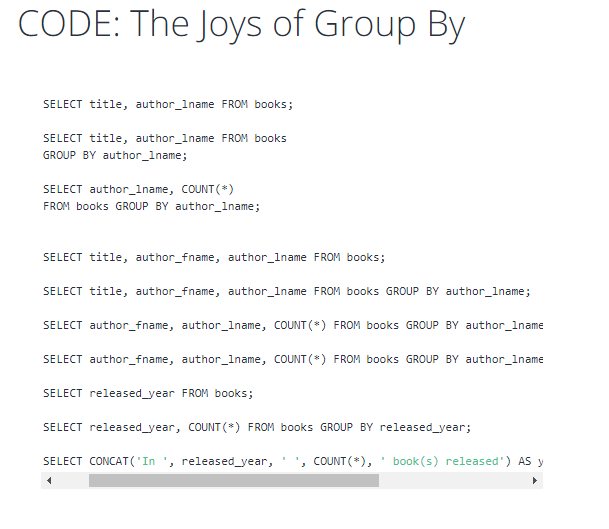 CODE: The Joys of Group By
SELECT title, author_lname FROM books;
SELECT title, author_lname FROM books
GROUP BY author_lname;
SELECT author_lname, COUNT(*)
FROM books GROUP BY author_lname;
SELECT title, author_fname, author_lname FROM books;
SELECT title, author_fname, author_lname FROM books GROUP BY author_lname;
SELECT author_fname, author_lname, COUNT(*) FROM books GROUP BY author_lname
SELECT author_fname, author_lname, COUNT(*) FROM books GROUP BY author_lname
SELECT released_year FROM books;
SELECT released_year, COUNT(*) FROM books GROUP BY released_year;
SELECT CONCAT('In ', released_year, ' ', COUNT(*), ' book(s) released') AS y